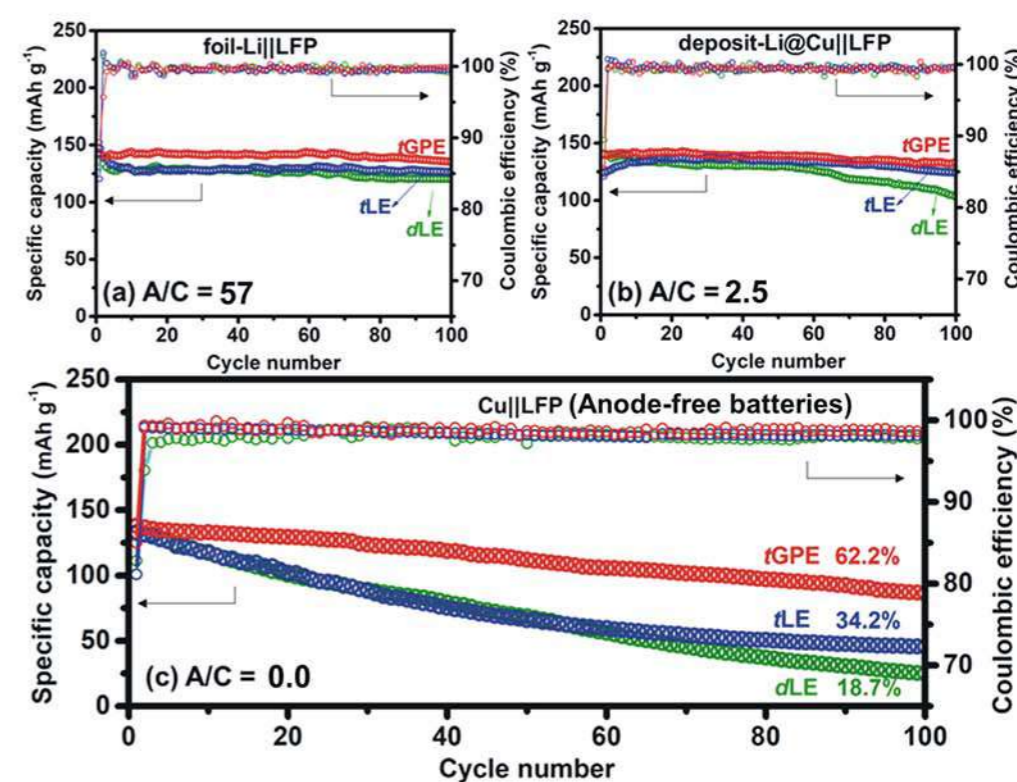 foil-Li||LFP
250
200
150
100
50
0
Specific capacity (mAh g⁻¹)
100
90
80
70
Coulombic efficiency (%)
tGPE
tLE
dLE
(a) A/C = 57
0 20 40 60 80 100
Cycle number
deposit-Li@Cu||LFP
250
200
150
100
50
0
Specific capacity (mAh g⁻¹)
100
90
80
70
Coulombic efficiency (%)
tGPE
tLE
dLE
(b) A/C = 2.5
0 20 40 60 80 100
Cycle number
Cu||LFP (Anode-free batteries)
250
200
150
100
50
0
Specific capacity (mAh g⁻¹)
100
90
80
70
Coulombic efficiency (%)
tGPE 62.2%
tLE 34.2%
dLE 18.7%
(c) A/C = 0.0
0 20 40 60 80 100
Cycle number